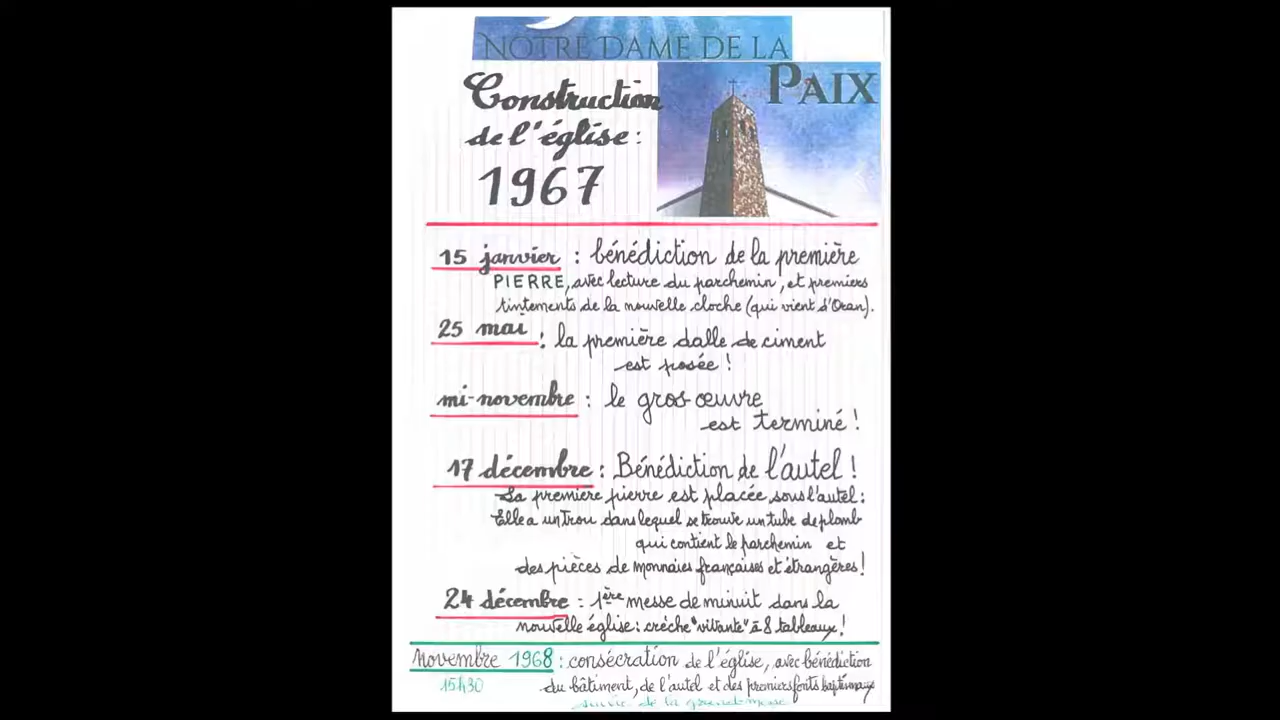 NOTRE DAME DE LA
PAIX
Construction
de l'église :
1967
15 janvier : bénédiction de la première
PIERRE, avec lecture du parchemin, et premiers
tintements de la nouvelle cloche (qui vient d'Oran).
25 mai : la première dalle de ciment
est posée !
mi-novembre : le gros-œuvre
est terminé !
17 décembre : Bénédiction de l'autel !
La première pierre est placée sous l'autel :
Elle a un trou dans lequel se trouve un tube de plomb
qui contient le parchemin et
des pièces de monnaies françaises et étrangères !
24 décembre : 1ère messe de minuit dans la
nouvelle église : crèche "vivante" à 8 tableaux !
novembre 1968 : consécration de l'église, avec bénédiction
15h30 du bâtiment, de l'autel et des premiers fonts baptismaux
suivie de la grand-messe